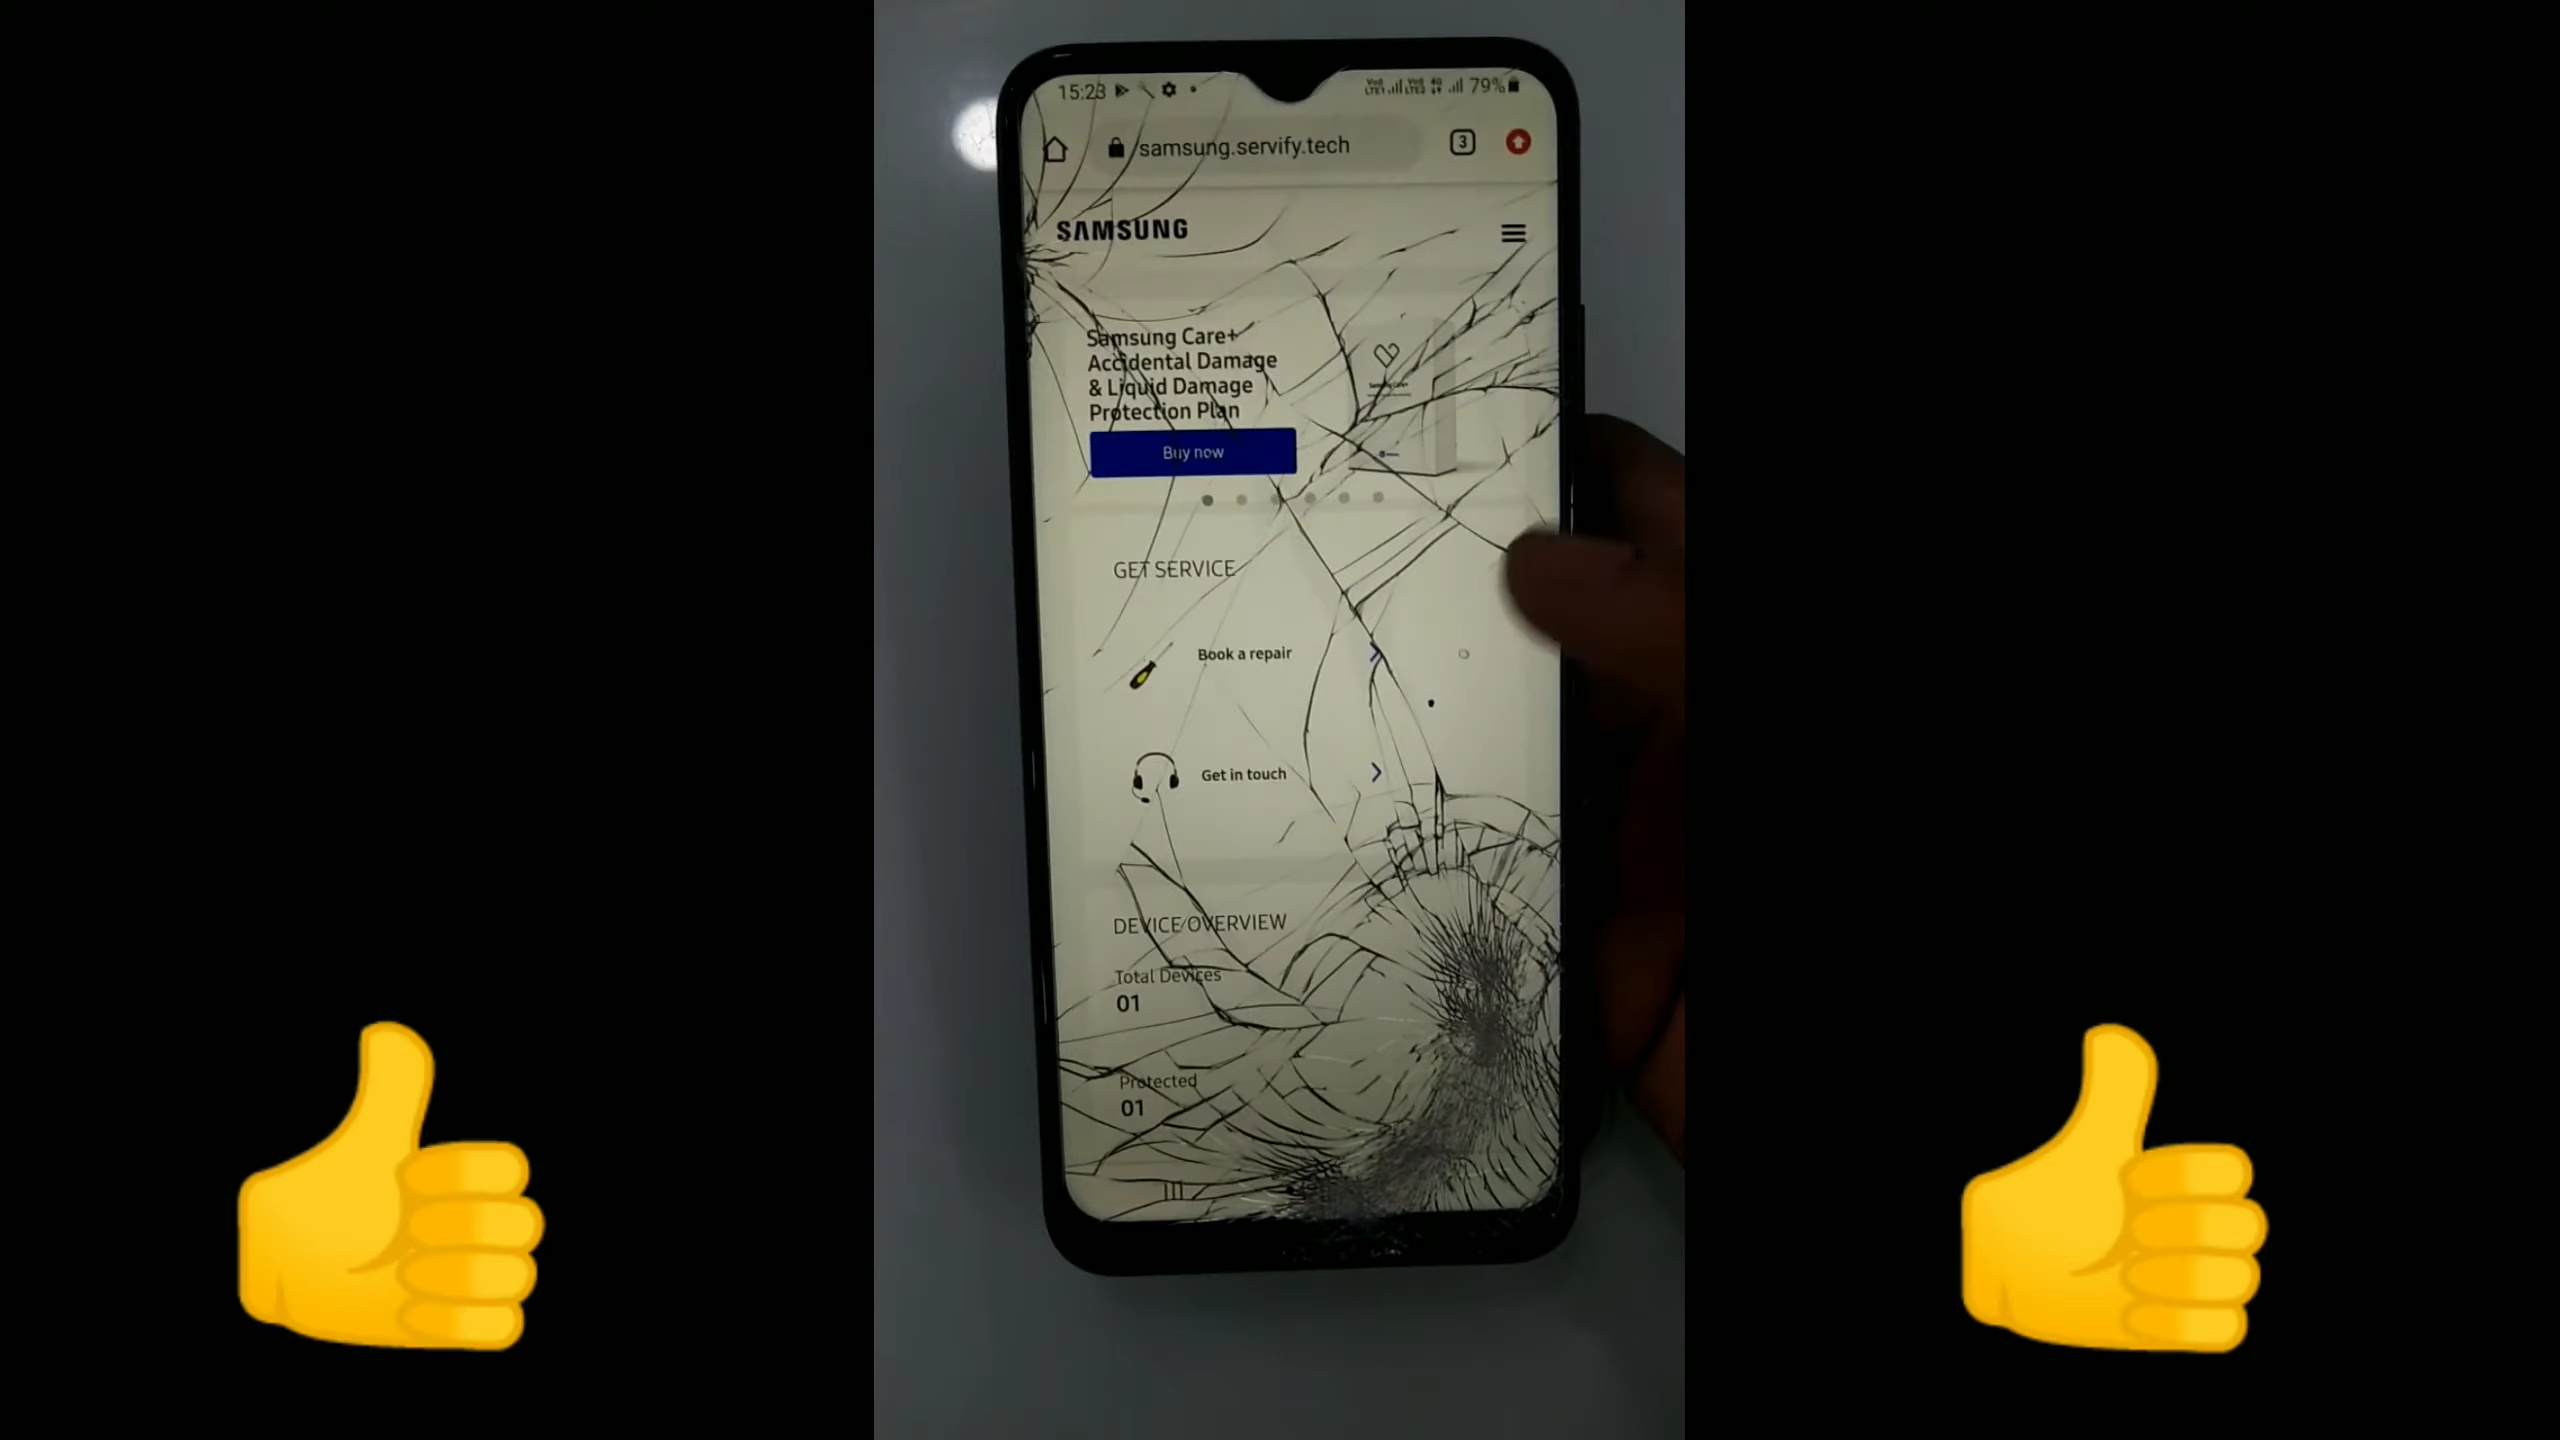 15:23 79%
samsung.servify.tech 3
SAMSUNG
Samsung Care+
Accidental Damage
& Liquid Damage
Protection Plan
Buy now
GET SERVICE
Book a repair
Get in touch
DEVICE OVERVIEW
Total Devices
01
Protected
01